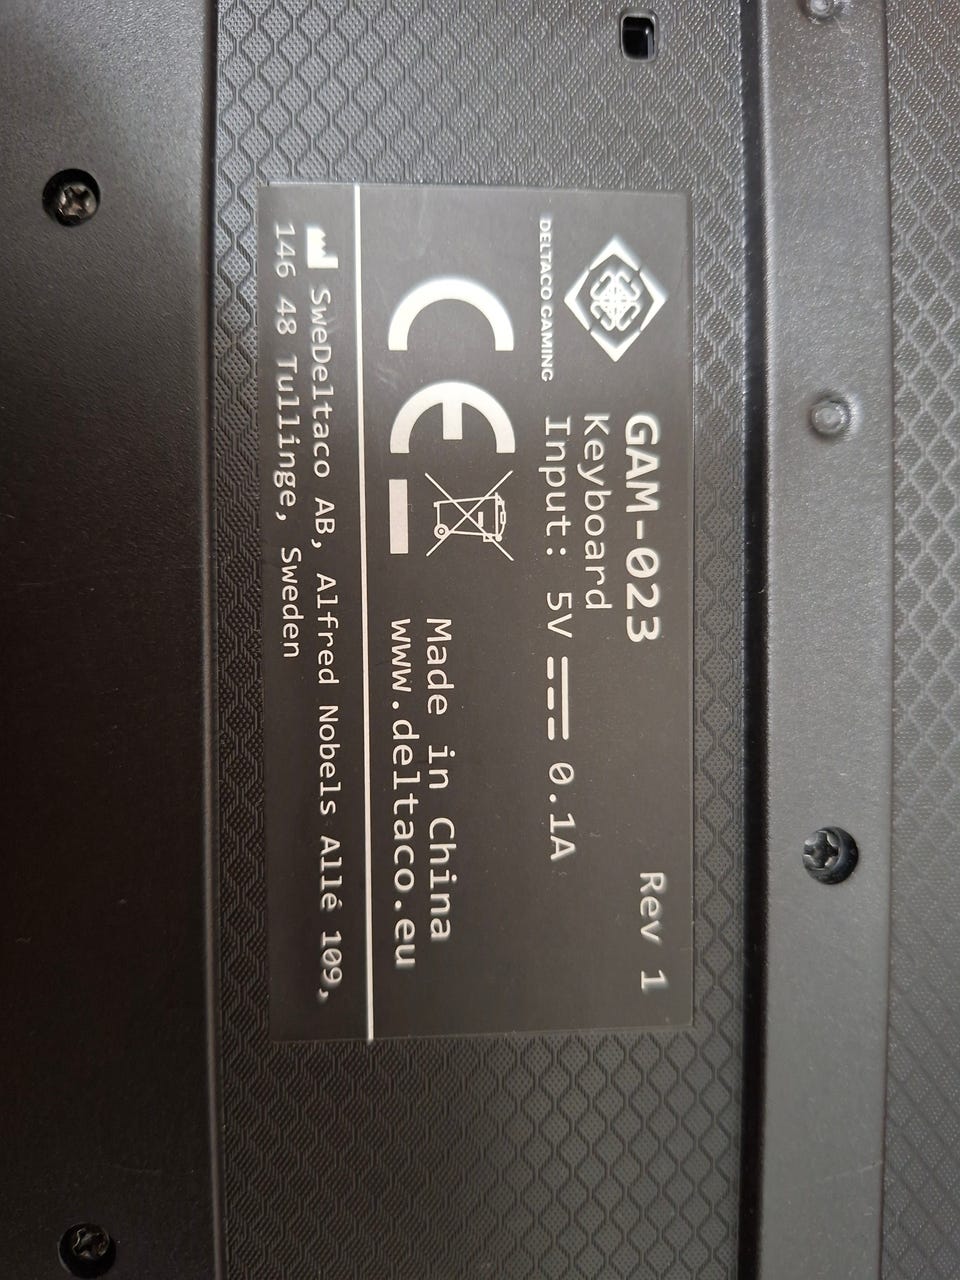 DELTACO GAMING
GAM-023
Rev 1
Keyboard
Input: 5V ⎓ 0.1A
CE
Made in China
www.deltaco.eu
SweDeltaco AB, Alfred Nobels Allé 109,
146 48 Tullinge, Sweden